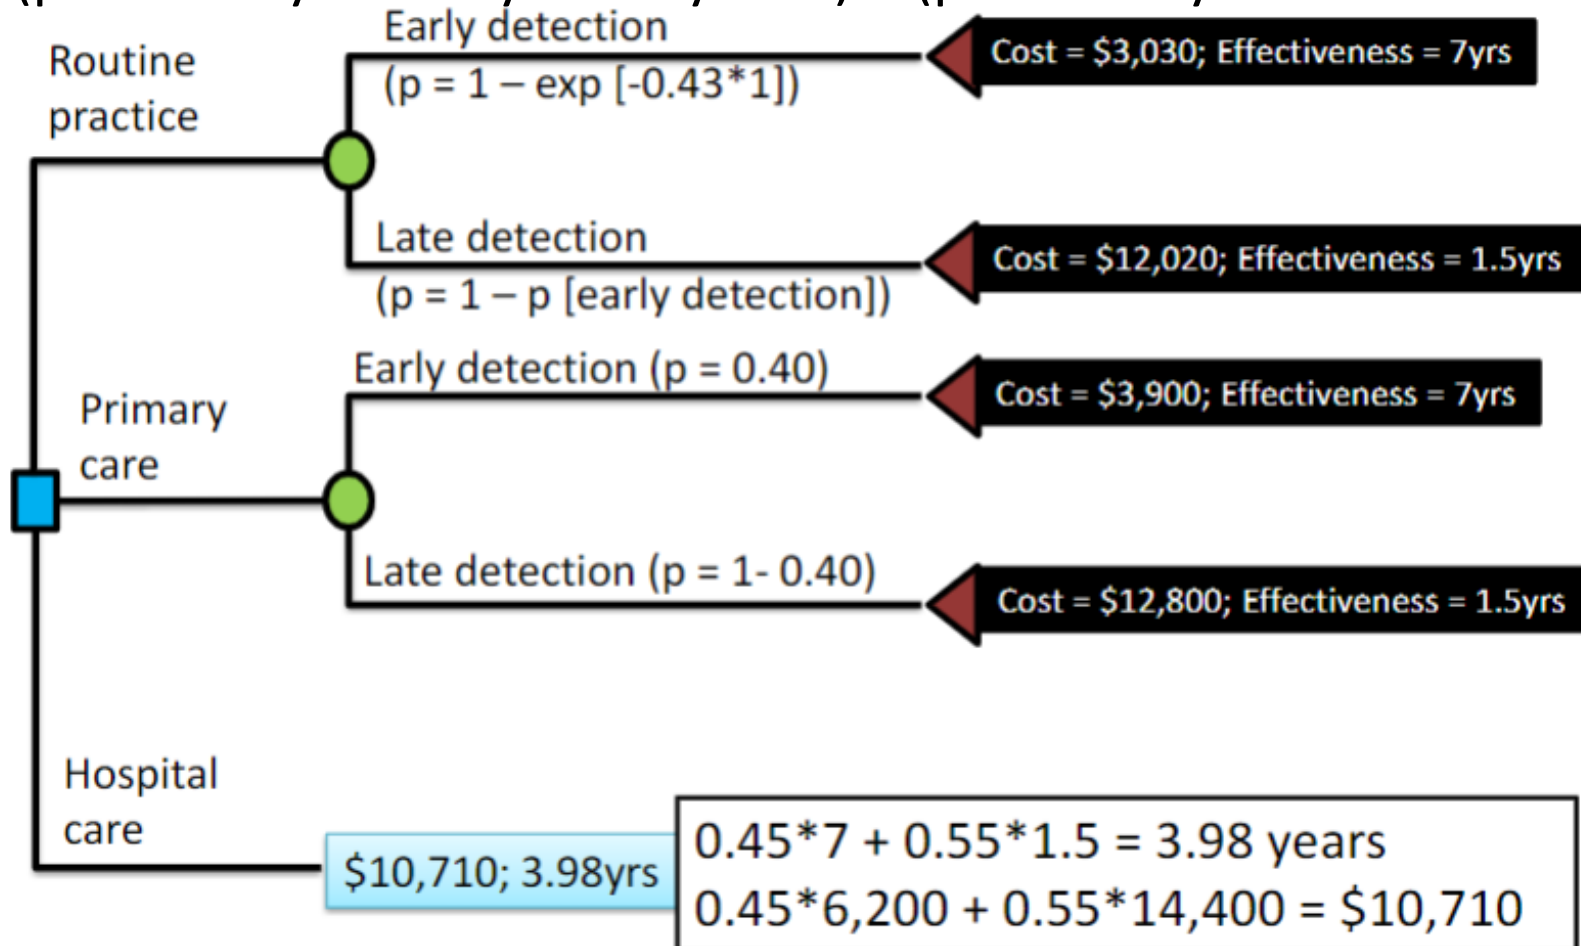 Routine
practice
Early detection
(p = 1 – exp [-0.43*1])
Cost = $3,030; Effectiveness = 7yrs
Late detection
(p = 1 – p [early detection])
Cost = $12,020; Effectiveness = 1.5yrs
Primary
care
Early detection (p = 0.40)
Cost = $3,900; Effectiveness = 7yrs
Late detection (p = 1- 0.40)
Cost = $12,800; Effectiveness = 1.5yrs
Hospital
care
$10,710; 3.98yrs
0.45*7 + 0.55*1.5 = 3.98 years
0.45*6,200 + 0.55*14,400 = $10,710